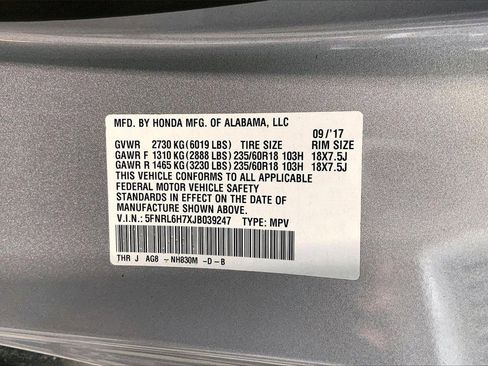 MFD. BY HONDA MFG. OF ALABAMA, LLC 09/'17
GVWR 2730 KG(6019 LBS) TIRE SIZE RIM SIZE
GAWR F 1310 KG(2888 LBS) 235/60R18 103H 18X7.5J
GAWR R 1465 KG(3230 LBS) 235/60R18 103H 18X7.5J
THIS VEHICLE CONFORMS TO ALL APPLICABLE
FEDERAL MOTOR VEHICLE SAFETY
STANDARDS IN EFFECT ON THE DATE OF
MANUFACTURE SHOWN ABOVE.
V.I.N.: 5FNRL6H7XJB039247 TYPE: MPV
THR J AG8 - NH830M -D-B